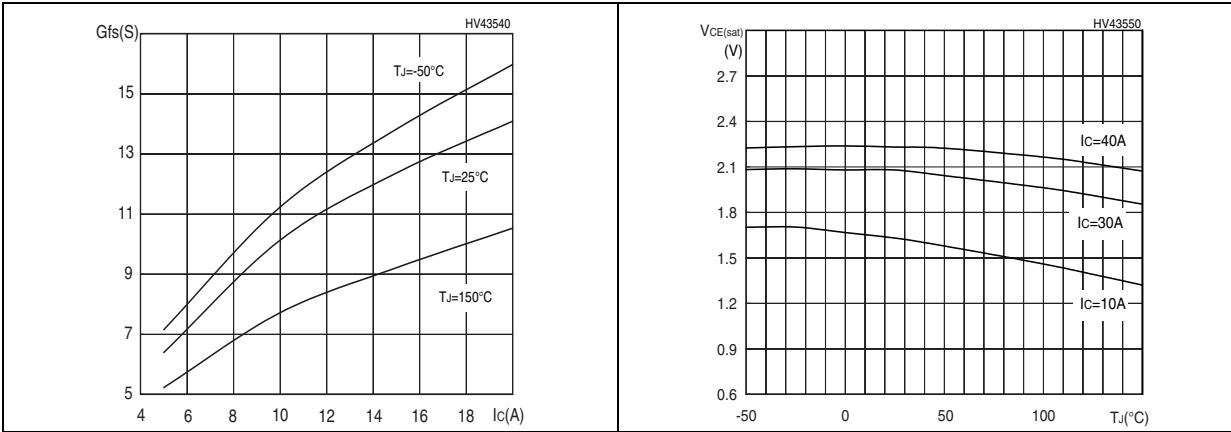 HV43540
Gfs(S)
TJ=-50°C
15
13
TJ=25°C
11
9
TJ=150°C
7
5
4 6 8 10 12 14 16 18 IC(A)
HV43550
VCE(sat)
(V)
2.7
2.4
IC=40A
2.1
1.8
IC=30A
1.5
1.2
IC=10A
0.9
0.6
-50 0 50 100 TJ(°C)